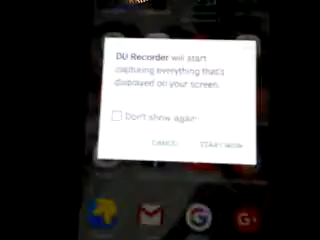 DU Recorder will start
capturing everything that's
displayed on your screen.
Don't show again
CANCEL
START NOW